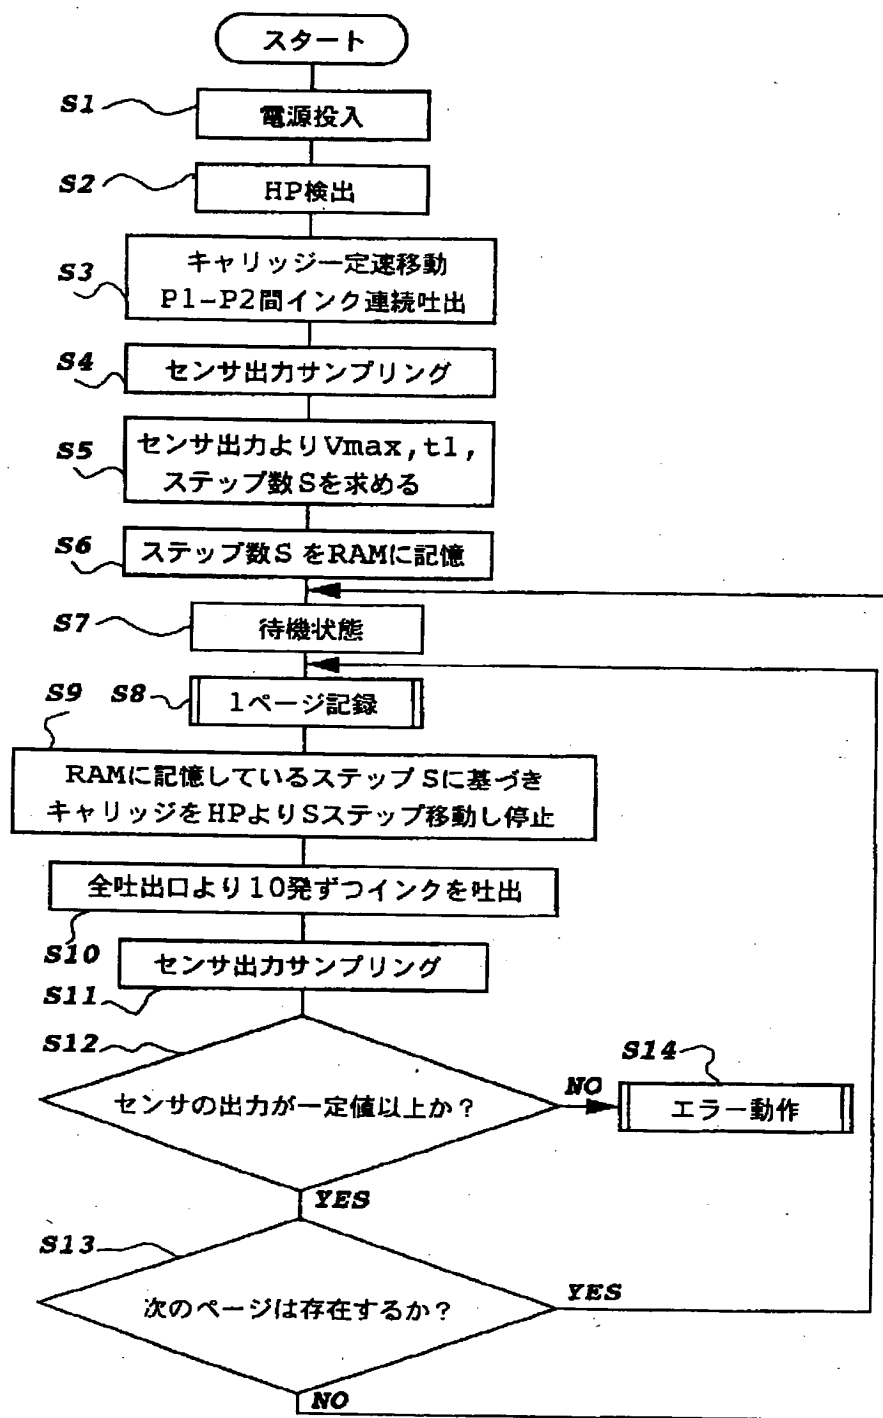 スタート
S1
電源投入
S2
HP検出
S3
キャリッジ一定速移動
P1-P2間インク連続吐出
S4
センサ出力サンプリング
S5
センサ出力よりVmax,t1,
ステップ数Sを求める
S6
ステップ数SをRAMに記憶
S7
待機状態
S9 S8
1ページ記録
RAMに記憶しているステップSに基づき
キャリッジをHPよりSステップ移動し停止
全吐出口より10発ずつインクを吐出
S10
センサ出力サンプリング
S11
S12
センサの出力が一定値以上か?
NO
S14
エラー動作
YES
S13
次のページは存在するか?
YES
NO